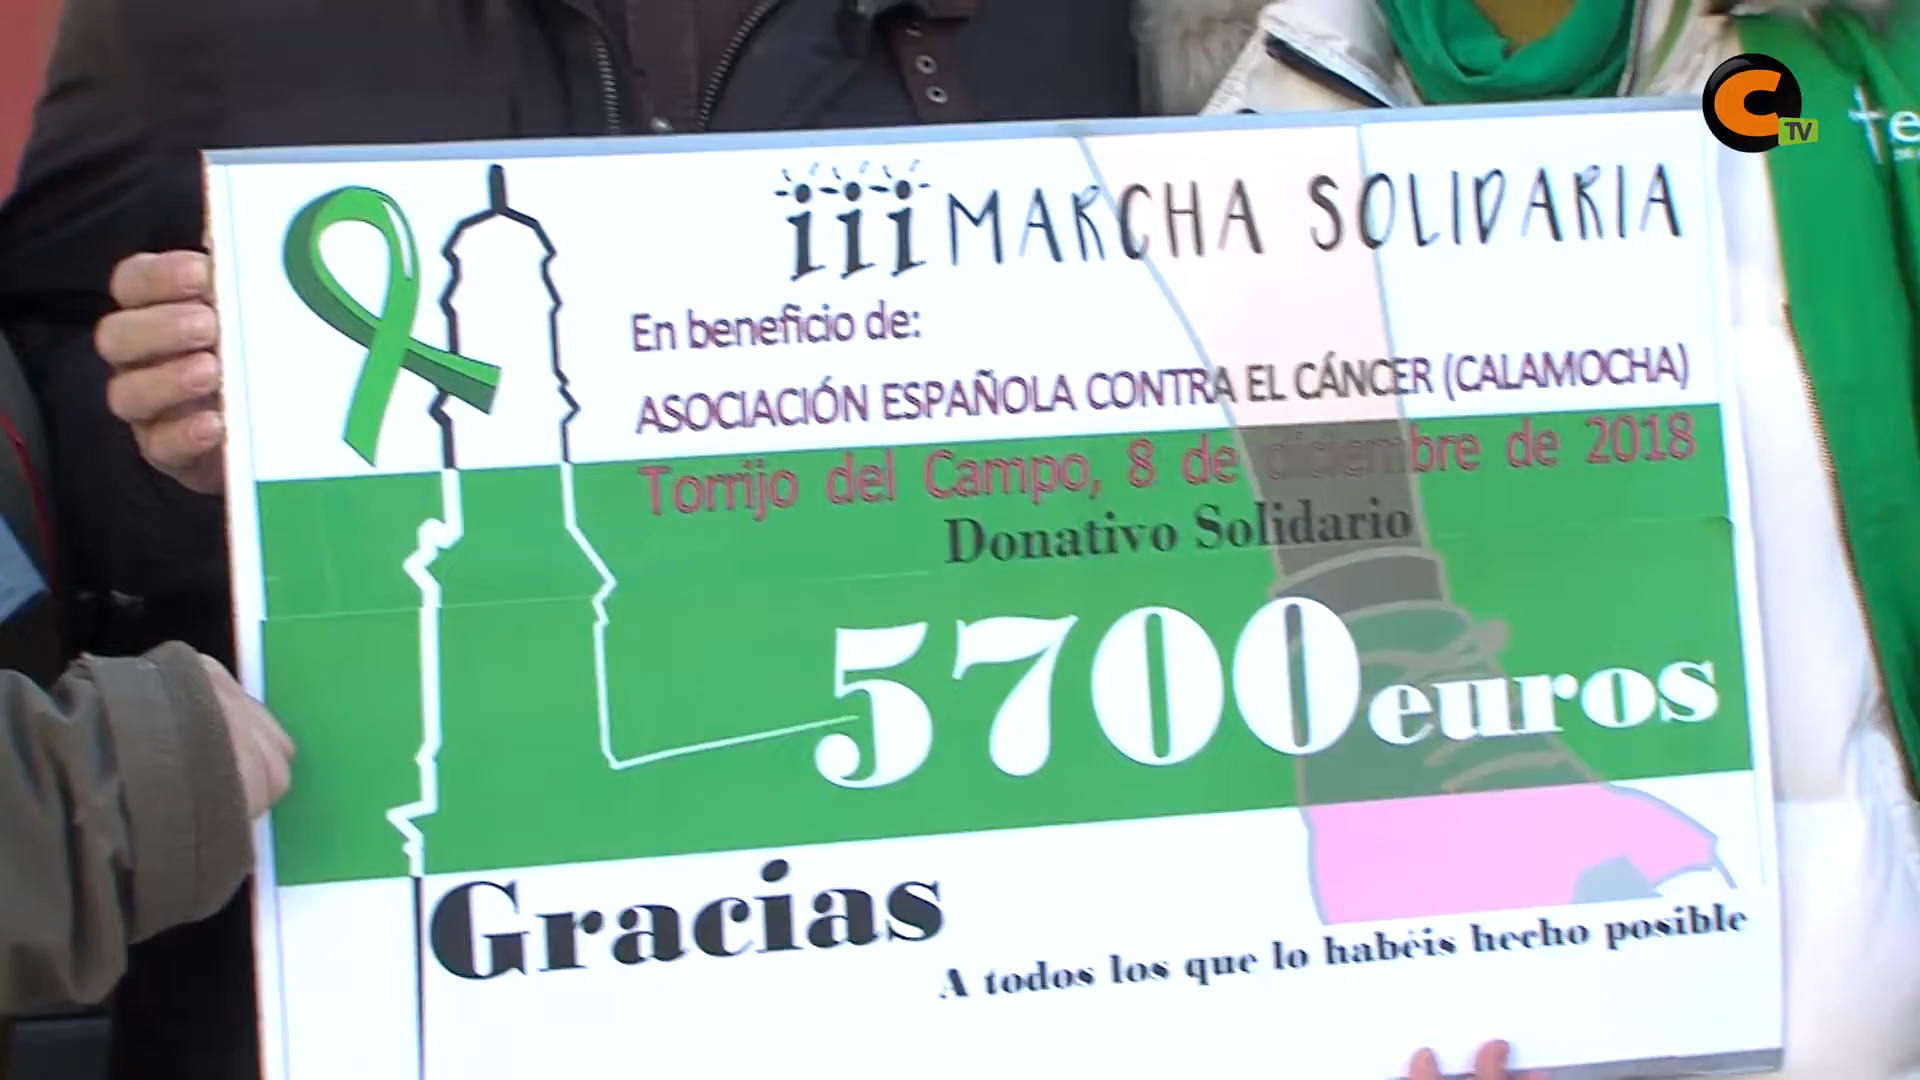 C
TV
te
iii MARCHA SOLIDARIA
En beneficio de:
ASOCIACIÓN ESPAÑOLA CONTRA EL CÁNCER (CALAMOCHA)
Torrijo del Campo, 8 de diciembre de 2018
Donativo Solidario
5700 euros
Gracias
A todos los que lo habéis hecho posible